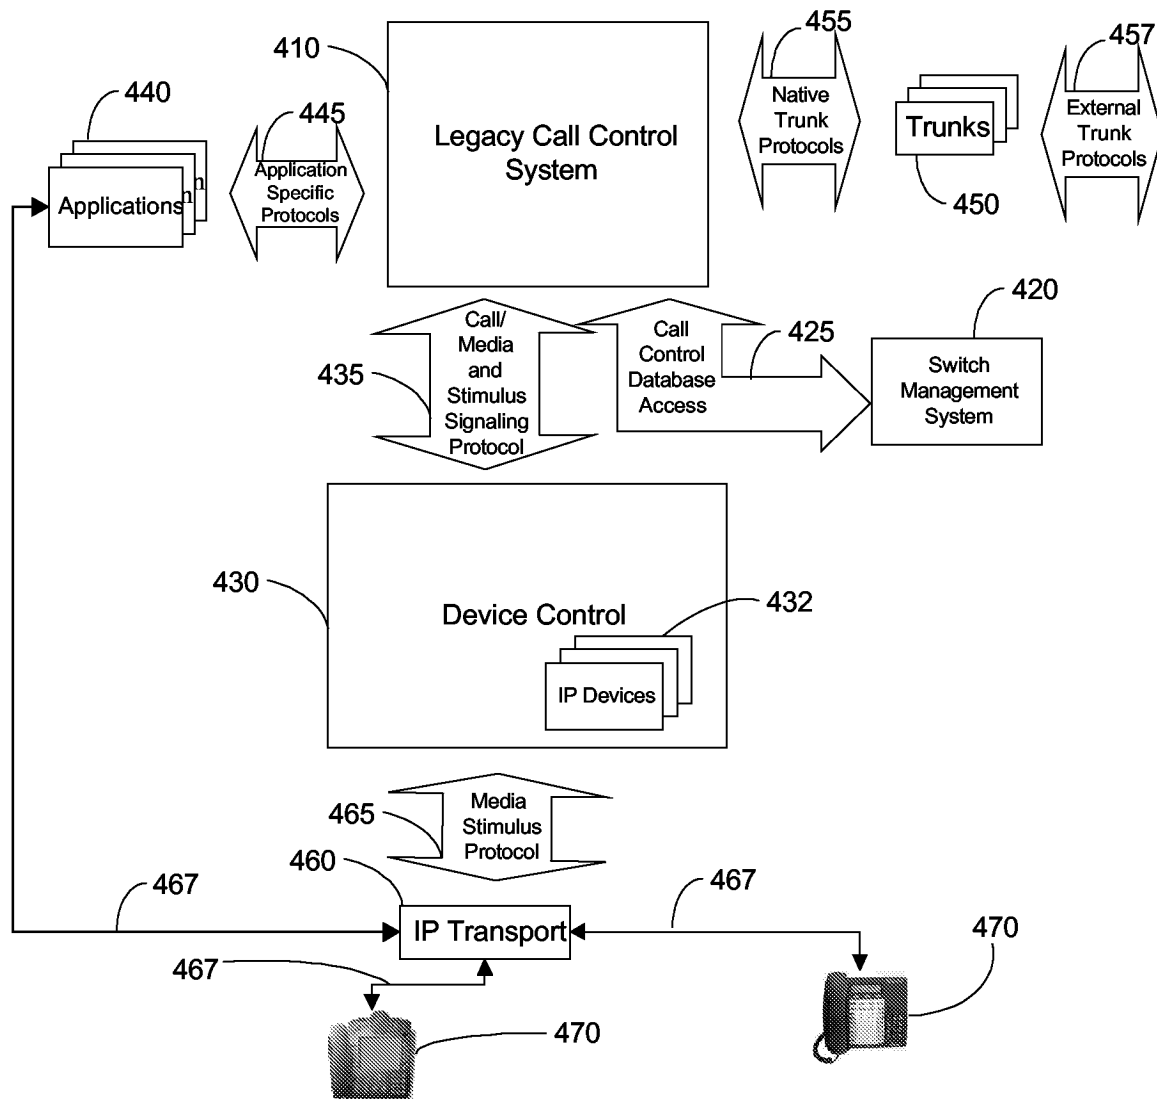 455
457
410
440
445
Native
Trunk
Protocols
Trunks
External
Trunk
Protocols
Legacy Call Control
System
Applications
n
n
Application
Specific
Protocols
450
420
Call/
Media
and
Stimulus
Signaling
Protocol
Call
Control
Database
Access
425
435
Switch
Management
System
430
432
Device Control
IP Devices
465
Media
Stimulus
Protocol
460
467
467
IP Transport
467
470
470